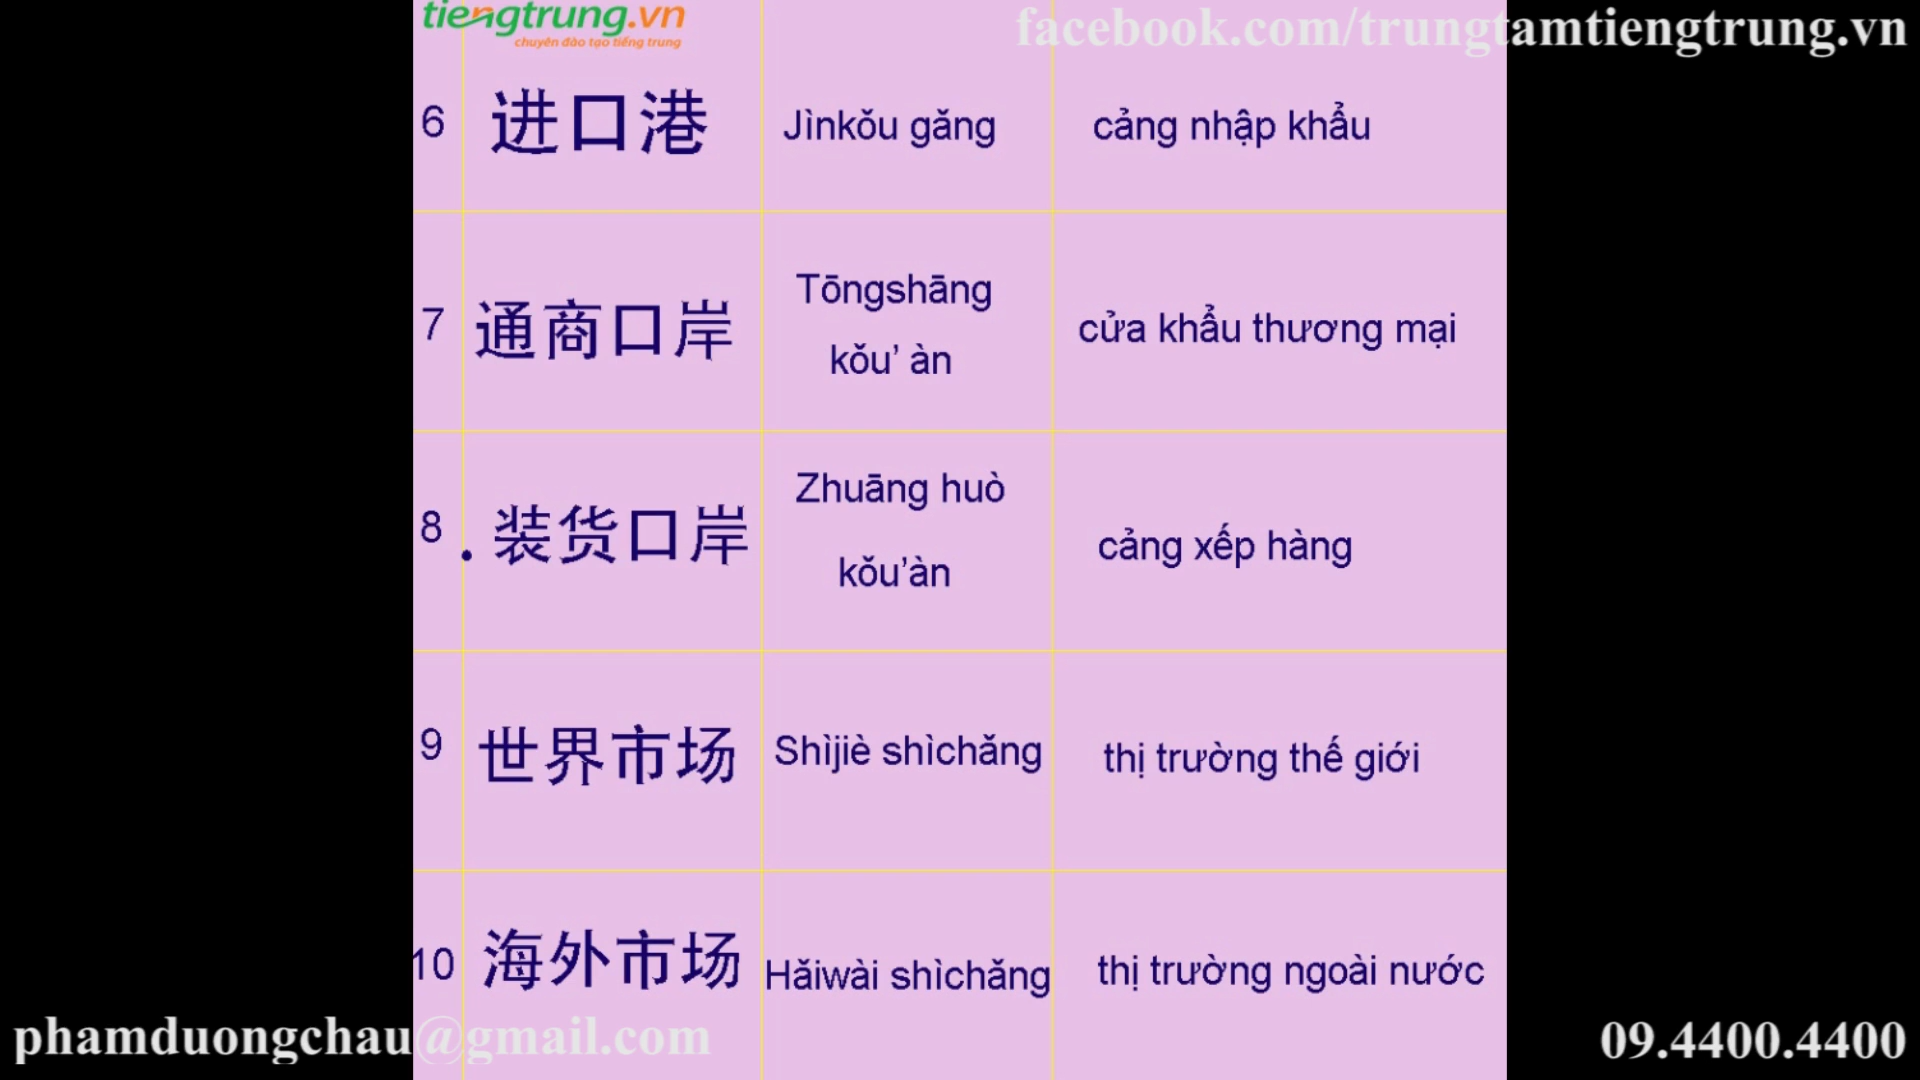 tiengtrung.vn
chuyên đào tạo tiếng trung
facebook.com/trungtamtiengtrung.vn
6 进口港 Jìnkǒu gǎng cảng nhập khẩu
7 通商口岸 Tōngshāng kǒu’ àn cửa khẩu thương mại
8 . 装货口岸 Zhuāng huò kǒu’àn cảng xếp hàng
9 世界市场 Shìjiè shìchǎng thị trường thế giới
10 海外市场 Hǎiwài shìchǎng thị trường ngoài nước
phamduongchau@gmail.com
09.4400.4400